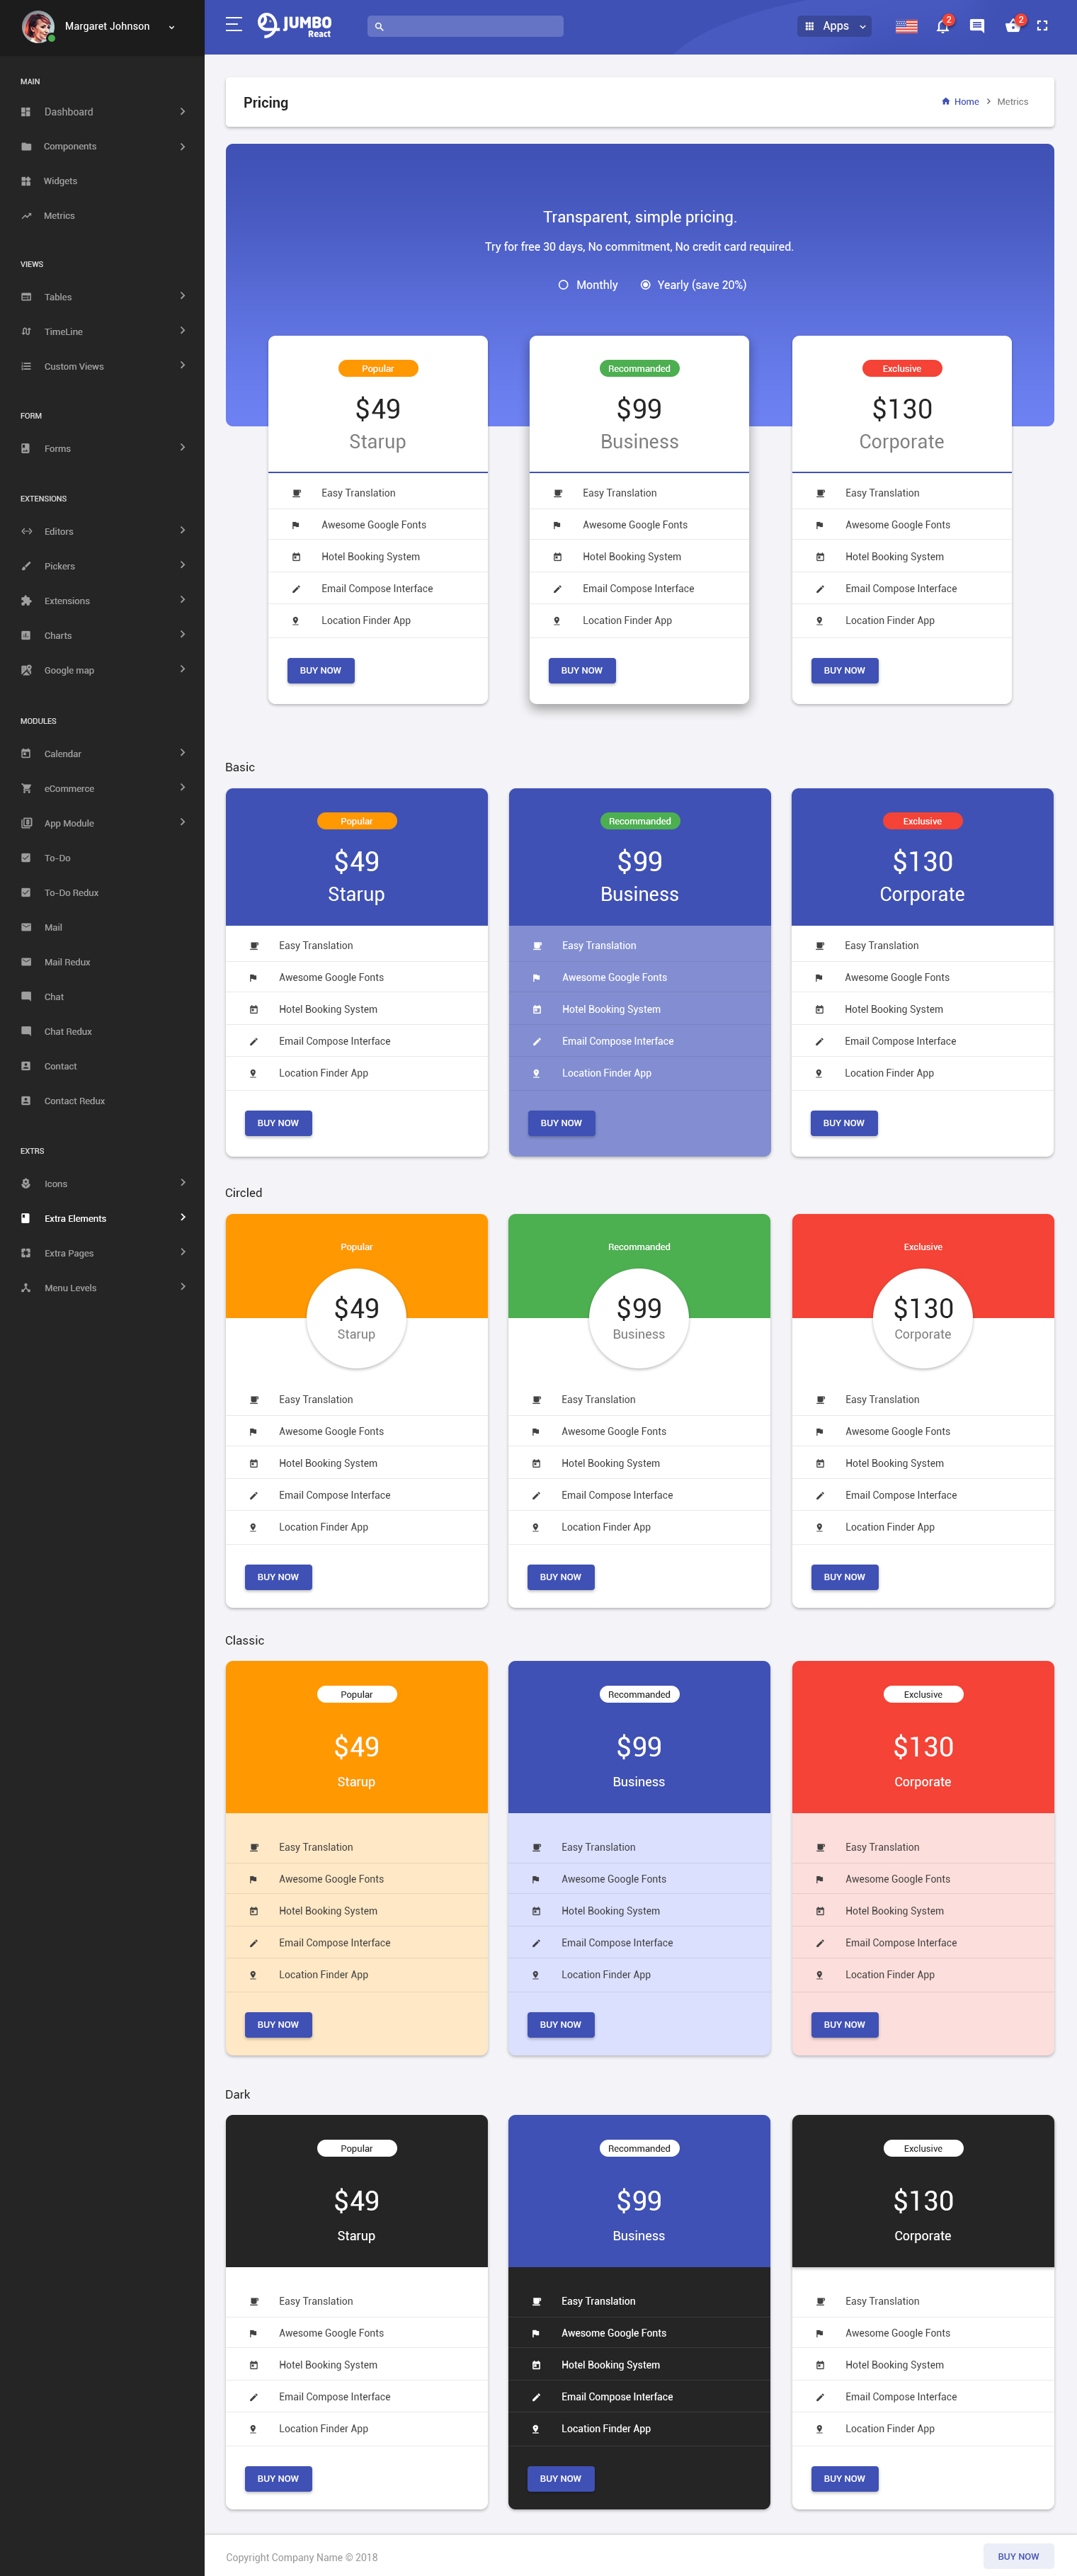 Margaret Johnson
JUMBO
React
Apps
2
2
MAIN
Dashboard
Components
Widgets
Metrics
VIEWS
Tables
TimeLine
Custom Views
FORM
Forms
EXTENSIONS
Editors
Pickers
Extensions
Charts
Google map
MODULES
Calendar
eCommerce
App Module
To-Do
To-Do Redux
Mail
Mail Redux
Chat
Chat Redux
Contact
Contact Redux
EXTRS
Icons
Extra Elements
Extra Pages
Menu Levels
Pricing
Home > Metrics
Transparent, simple pricing.
Try for free 30 days, No commitment, No credit card required.
Monthly Yearly (save 20%)
Popular
$49
Starup
Easy Translation
Awesome Google Fonts
Hotel Booking System
Email Compose Interface
Location Finder App
BUY NOW
Recommanded
$99
Business
Easy Translation
Awesome Google Fonts
Hotel Booking System
Email Compose Interface
Location Finder App
BUY NOW
Exclusive
$130
Corporate
Easy Translation
Awesome Google Fonts
Hotel Booking System
Email Compose Interface
Location Finder App
BUY NOW
Basic
Popular
$49
Starup
Easy Translation
Awesome Google Fonts
Hotel Booking System
Email Compose Interface
Location Finder App
BUY NOW
Recommanded
$99
Business
Easy Translation
Awesome Google Fonts
Hotel Booking System
Email Compose Interface
Location Finder App
BUY NOW
Exclusive
$130
Corporate
Easy Translation
Awesome Google Fonts
Hotel Booking System
Email Compose Interface
Location Finder App
BUY NOW
Circled
Popular
$49
Starup
Easy Translation
Awesome Google Fonts
Hotel Booking System
Email Compose Interface
Location Finder App
BUY NOW
Recommanded
$99
Business
Easy Translation
Awesome Google Fonts
Hotel Booking System
Email Compose Interface
Location Finder App
BUY NOW
Exclusive
$130
Corporate
Easy Translation
Awesome Google Fonts
Hotel Booking System
Email Compose Interface
Location Finder App
BUY NOW
Classic
Popular
$49
Starup
Easy Translation
Awesome Google Fonts
Hotel Booking System
Email Compose Interface
Location Finder App
BUY NOW
Recommanded
$99
Business
Easy Translation
Awesome Google Fonts
Hotel Booking System
Email Compose Interface
Location Finder App
BUY NOW
Exclusive
$130
Corporate
Easy Translation
Awesome Google Fonts
Hotel Booking System
Email Compose Interface
Location Finder App
BUY NOW
Dark
Popular
$49
Starup
Easy Translation
Awesome Google Fonts
Hotel Booking System
Email Compose Interface
Location Finder App
BUY NOW
Recommanded
$99
Business
Easy Translation
Awesome Google Fonts
Hotel Booking System
Email Compose Interface
Location Finder App
BUY NOW
Exclusive
$130
Corporate
Easy Translation
Awesome Google Fonts
Hotel Booking System
Email Compose Interface
Location Finder App
BUY NOW
Copyright Company Name © 2018
BUY NOW